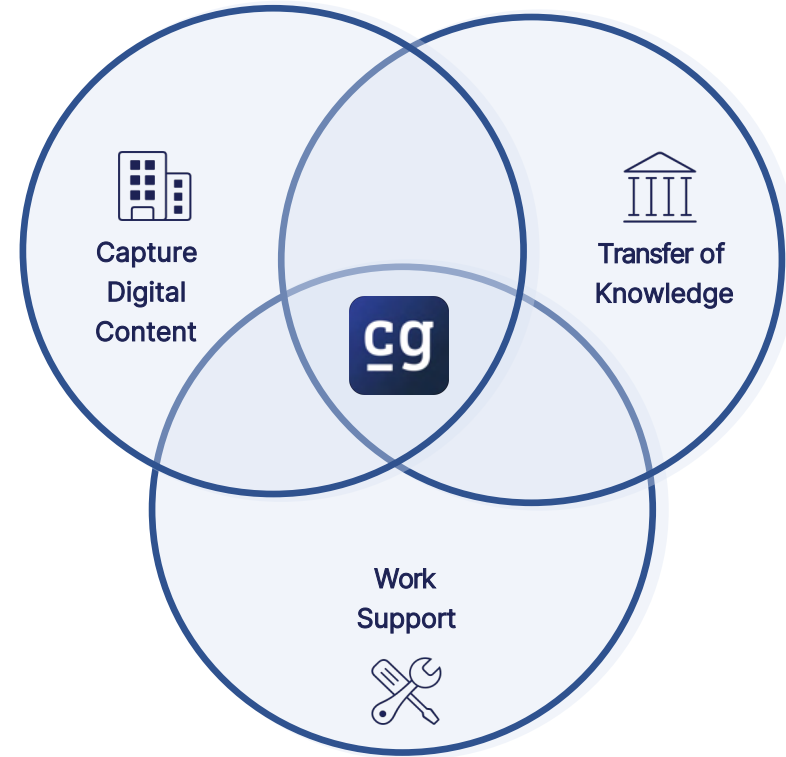 Capture
Digital
Content
Transfer of
Knowledge
cg
Work
Support